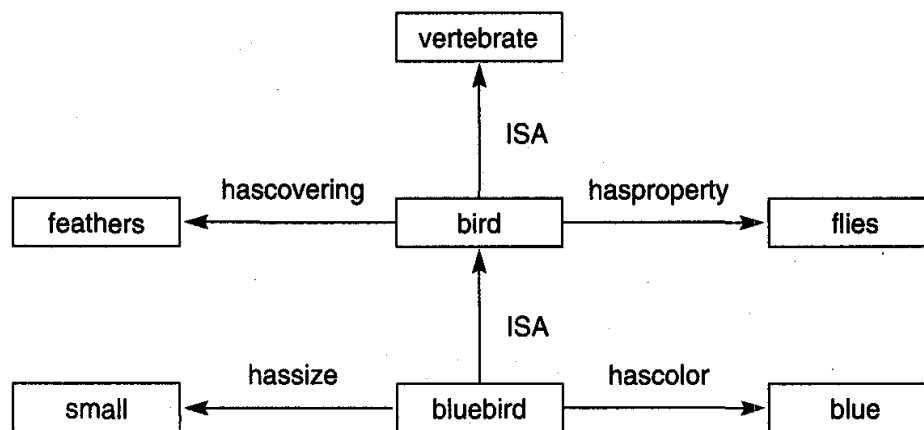 vertebrate
ISA
hascovering
hasproperty
feathers
bird
flies
ISA
hassize
hascolor
small
bluebird
blue